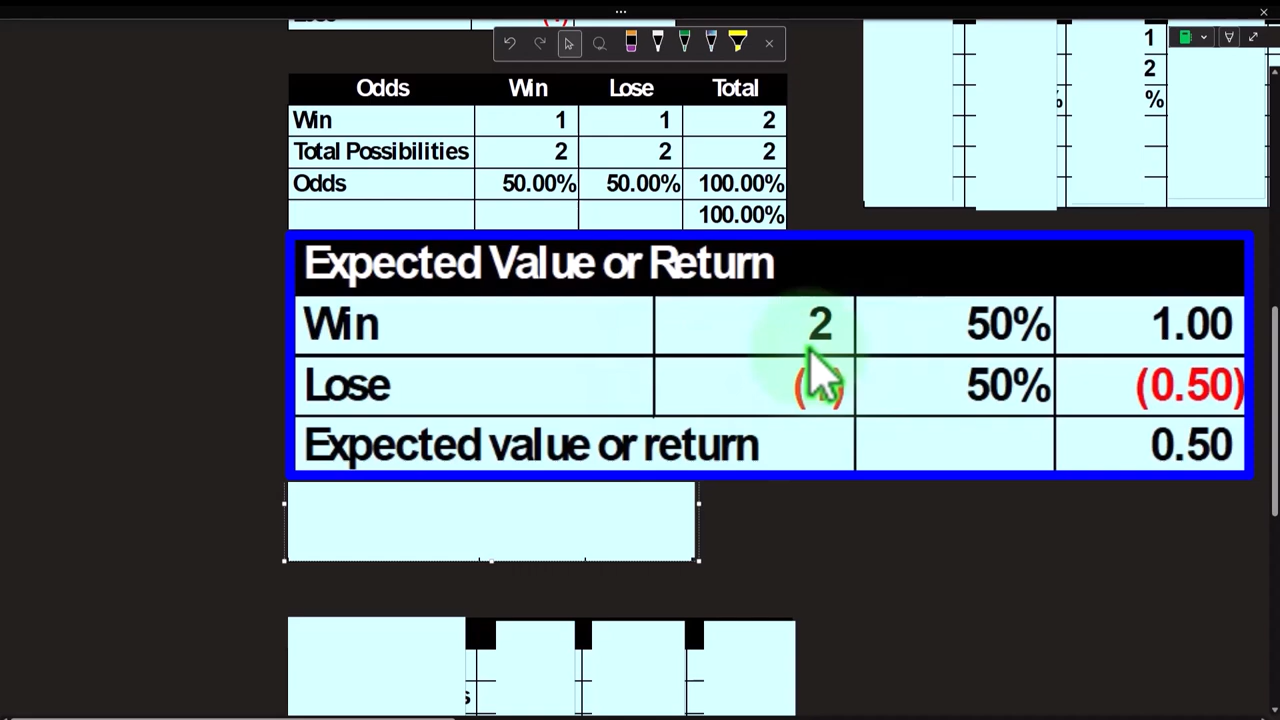 Odds Win Lose Total
Win 1 1 2
Total Possibilities 2 2 2
Odds 50.00% 50.00% 100.00%
100.00%
Expected Value or Return
Win 2 50% 1.00
Lose 50% (0.50)
Expected value or return 0.50
1
2
%
s